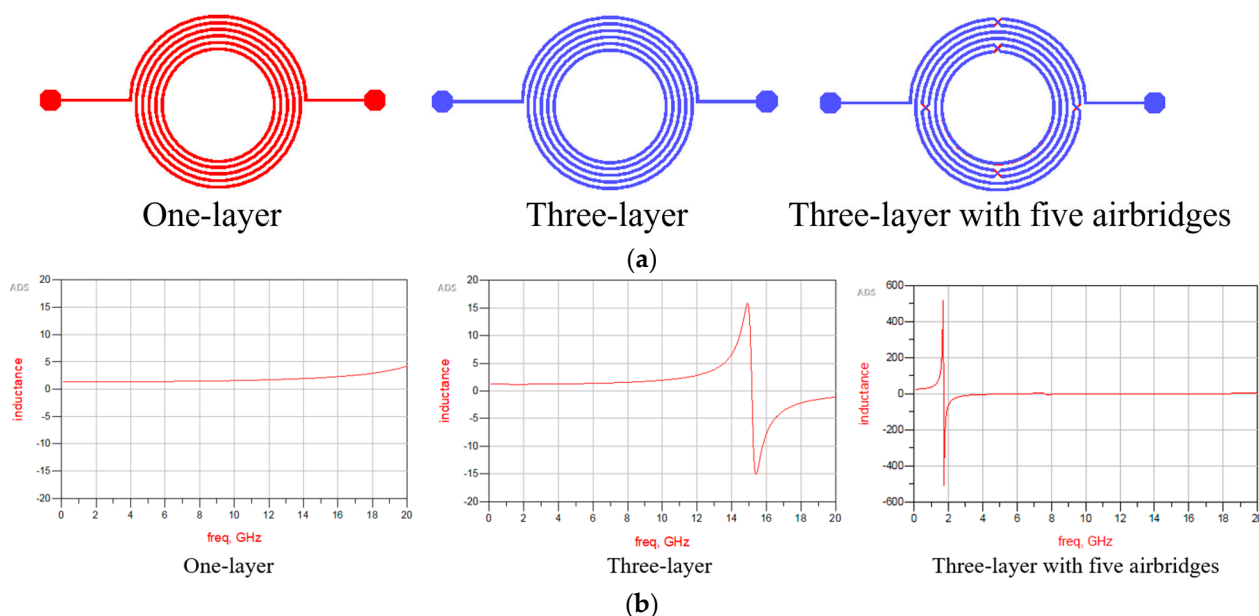 One-layer
Three-layer
Three-layer with five airbridges
(a)
ADS
20
15
10
5
0
-5
-10
-15
-20
inductance
0 2 4 6 8 10 12 14 16 18 20
freq, GHz
One-layer
ADS
20
15
10
5
0
-5
-10
-15
-20
inductance
0 2 4 6 8 10 12 14 16 18 20
freq, GHz
Three-layer
ADS
600
400
200
0
-200
-400
-600
inductance
0 2 4 6 8 10 12 14 16 18 20
freq, GHz
Three-layer with five airbridges
(b)